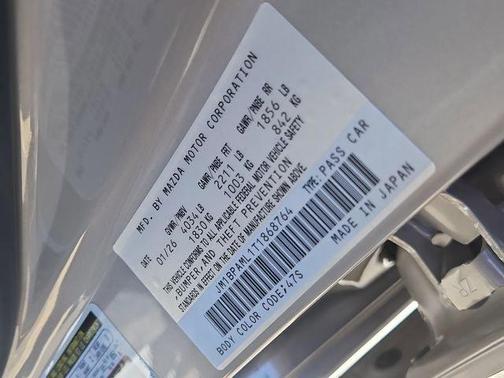 MFD. BY MAZDA MOTOR CORPORATION
GVWR/PNBV GAWR/PNBE FRT GAWR/PNBE RR
01/26 4034 LB 2211 LB 1856 LB
1830 KG 1003 KG 842 KG
THIS VEHICLE CONFORMS TO ALL APPLICABLE FEDERAL MOTOR VEHICLE SAFETY
, BUMPER, AND THEFT PREVENTION
STANDARDS IN EFFECT ON THE DATE OF MANUFACTURE SHOWN ABOVE.
JM1BPAML1T1868764 TYPE: PASS CAR
BODY COLOR CODE:47S MADE IN JAPAN